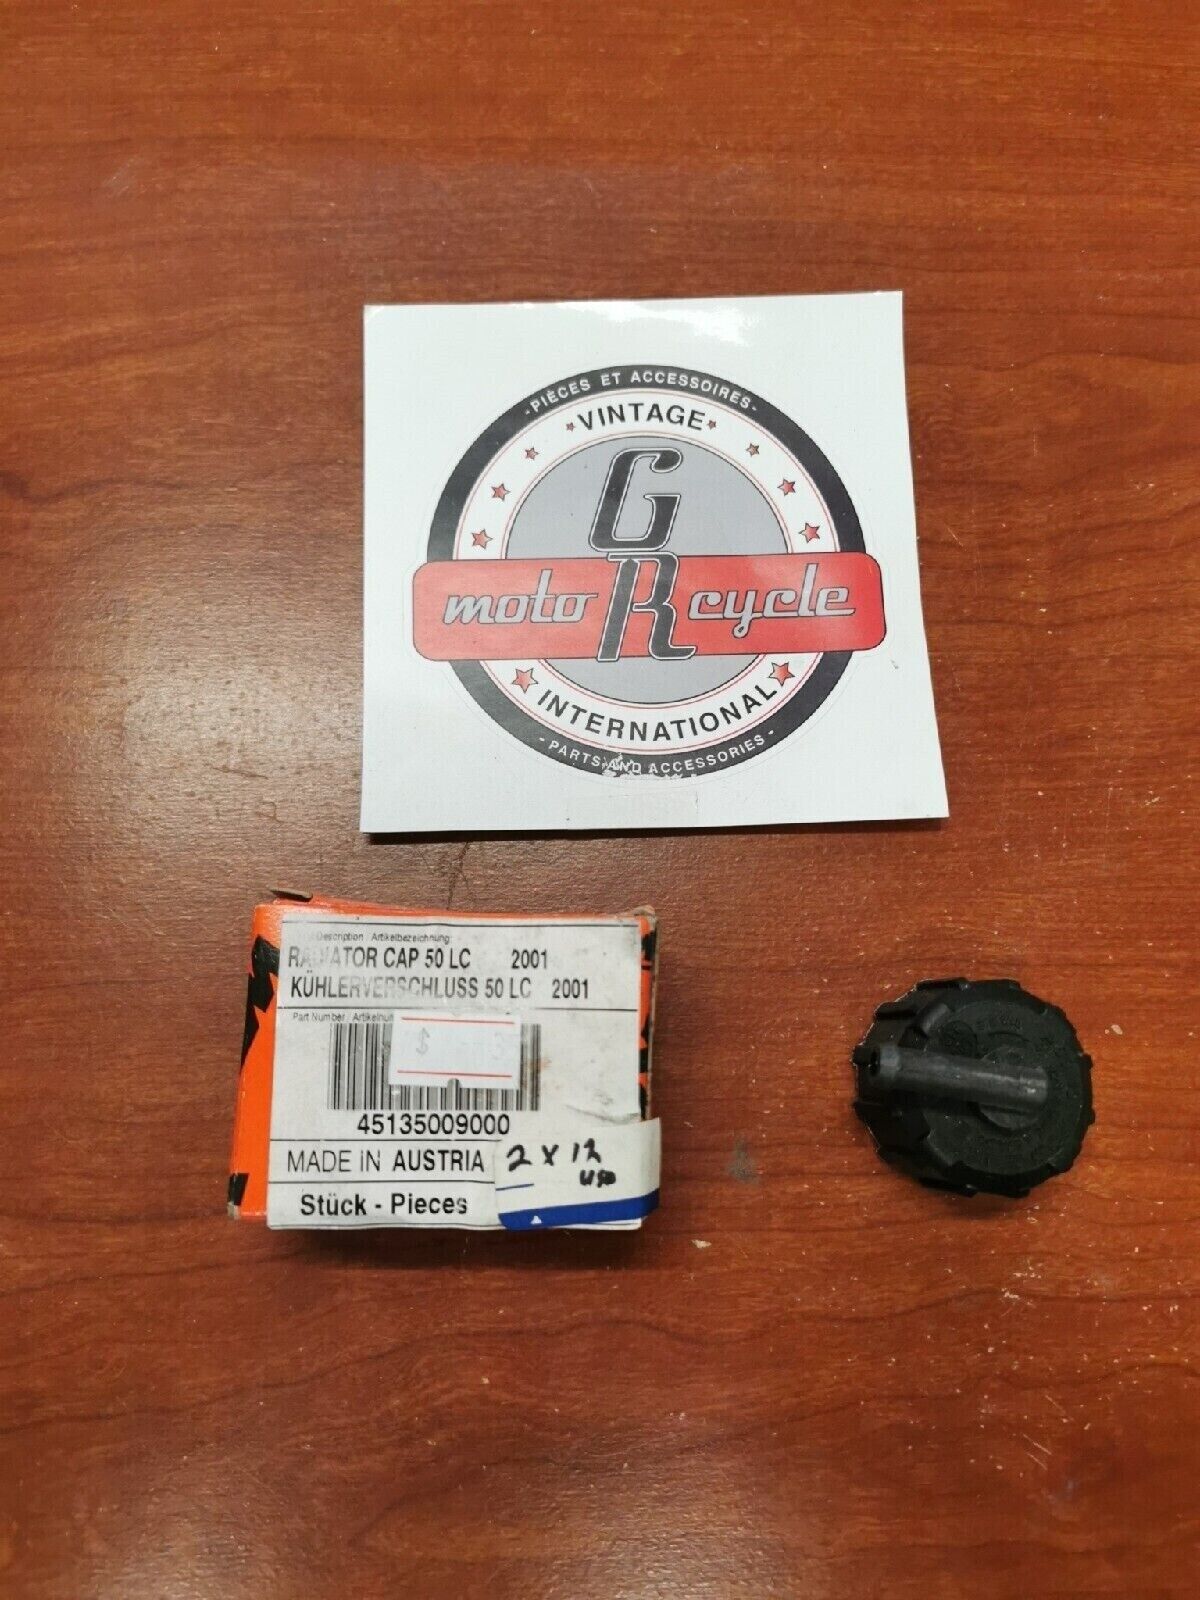 -PIÈCES ET ACCESSOIRES-
VINTAGE
GR
moto cycle
INTERNATIONAL
- PARTS AND ACCESSORIES -
Description Artikelbezeichnung:
RADIATOR CAP 50 LC 2001
KÜHLERVERSCHLUSS 50 LC 2001
Part Number
45135009000
MADE IN AUSTRIA
Stück - Pieces
2 x 12